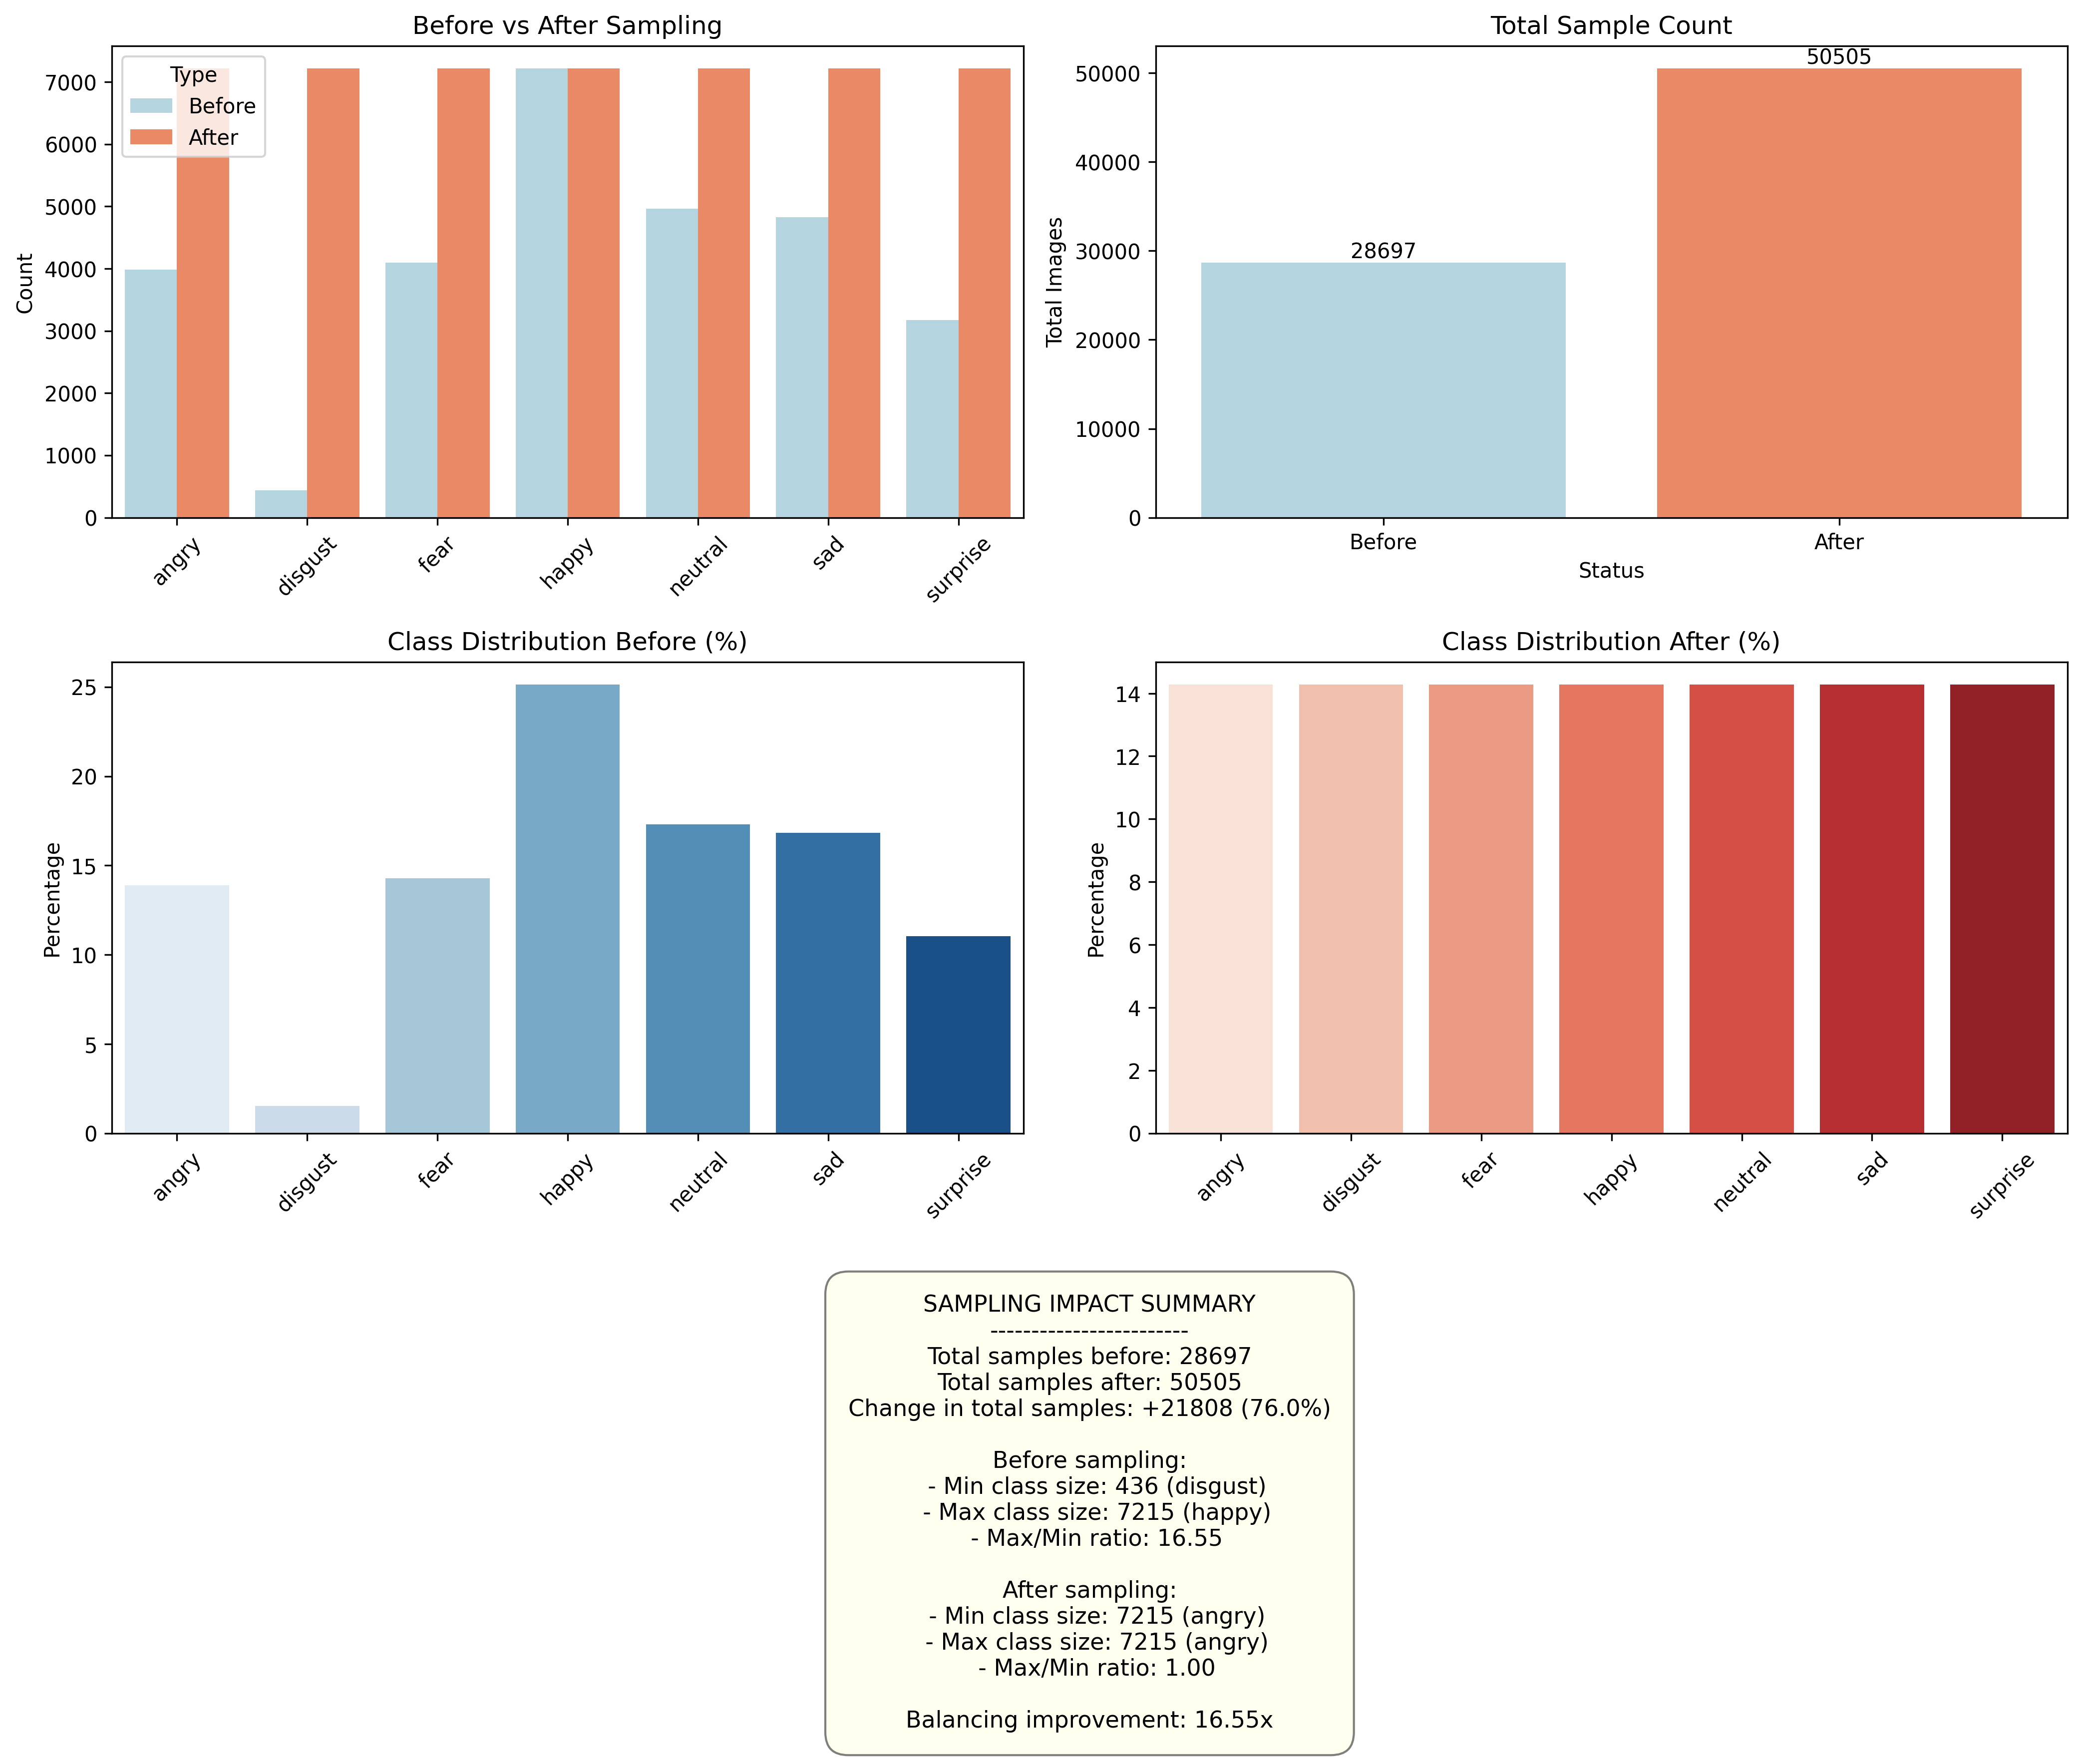 Before vs After Sampling
Type
Before
After
Count
7000
6000
5000
4000
3000
2000
1000
0
angry
disgust
fear
happy
neutral
sad
surprise
Total Sample Count
50505
28697
Total Images
50000
40000
30000
20000
10000
0
Before
After
Status
Class Distribution Before (%)
Percentage
25
20
15
10
5
0
angry
disgust
fear
happy
neutral
sad
surprise
Class Distribution After (%)
Percentage
14
12
10
8
6
4
2
0
angry
disgust
fear
happy
neutral
sad
surprise
SAMPLING IMPACT SUMMARY
------------------------
Total samples before: 28697
Total samples after: 50505
Change in total samples: +21808 (76.0%)
Before sampling:
- Min class size: 436 (disgust)
- Max class size: 7215 (happy)
- Max/Min ratio: 16.55
After sampling:
- Min class size: 7215 (angry)
- Max class size: 7215 (angry)
- Max/Min ratio: 1.00
Balancing improvement: 16.55x